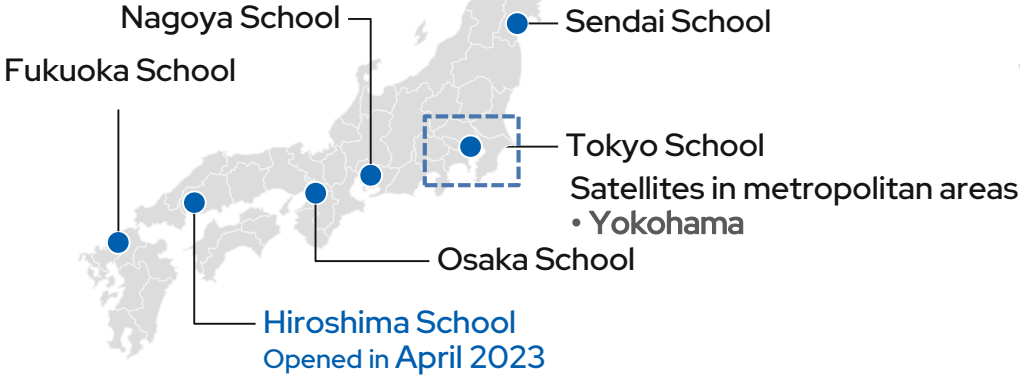 Nagoya School
Sendai School
Fukuoka School
Tokyo School
Satellites in metropolitan areas
• Yokohama
Osaka School
Hiroshima School
Opened in April 2023